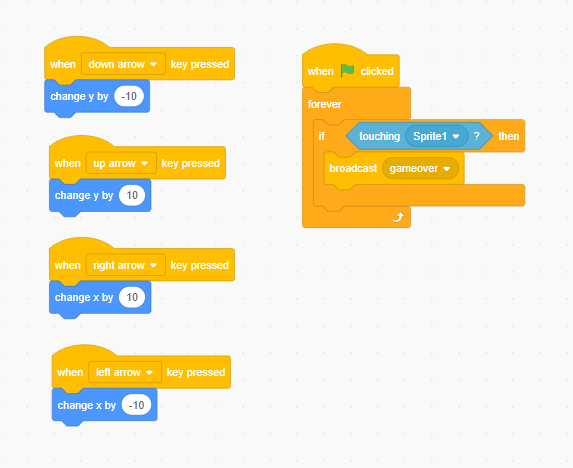 when down arrow key pressed
change y by -10
when up arrow key pressed
change y by 10
when right arrow key pressed
change x by 10
when left arrow key pressed
change x by -10
when clicked
forever
if touching Sprite1 ? then
broadcast gameover